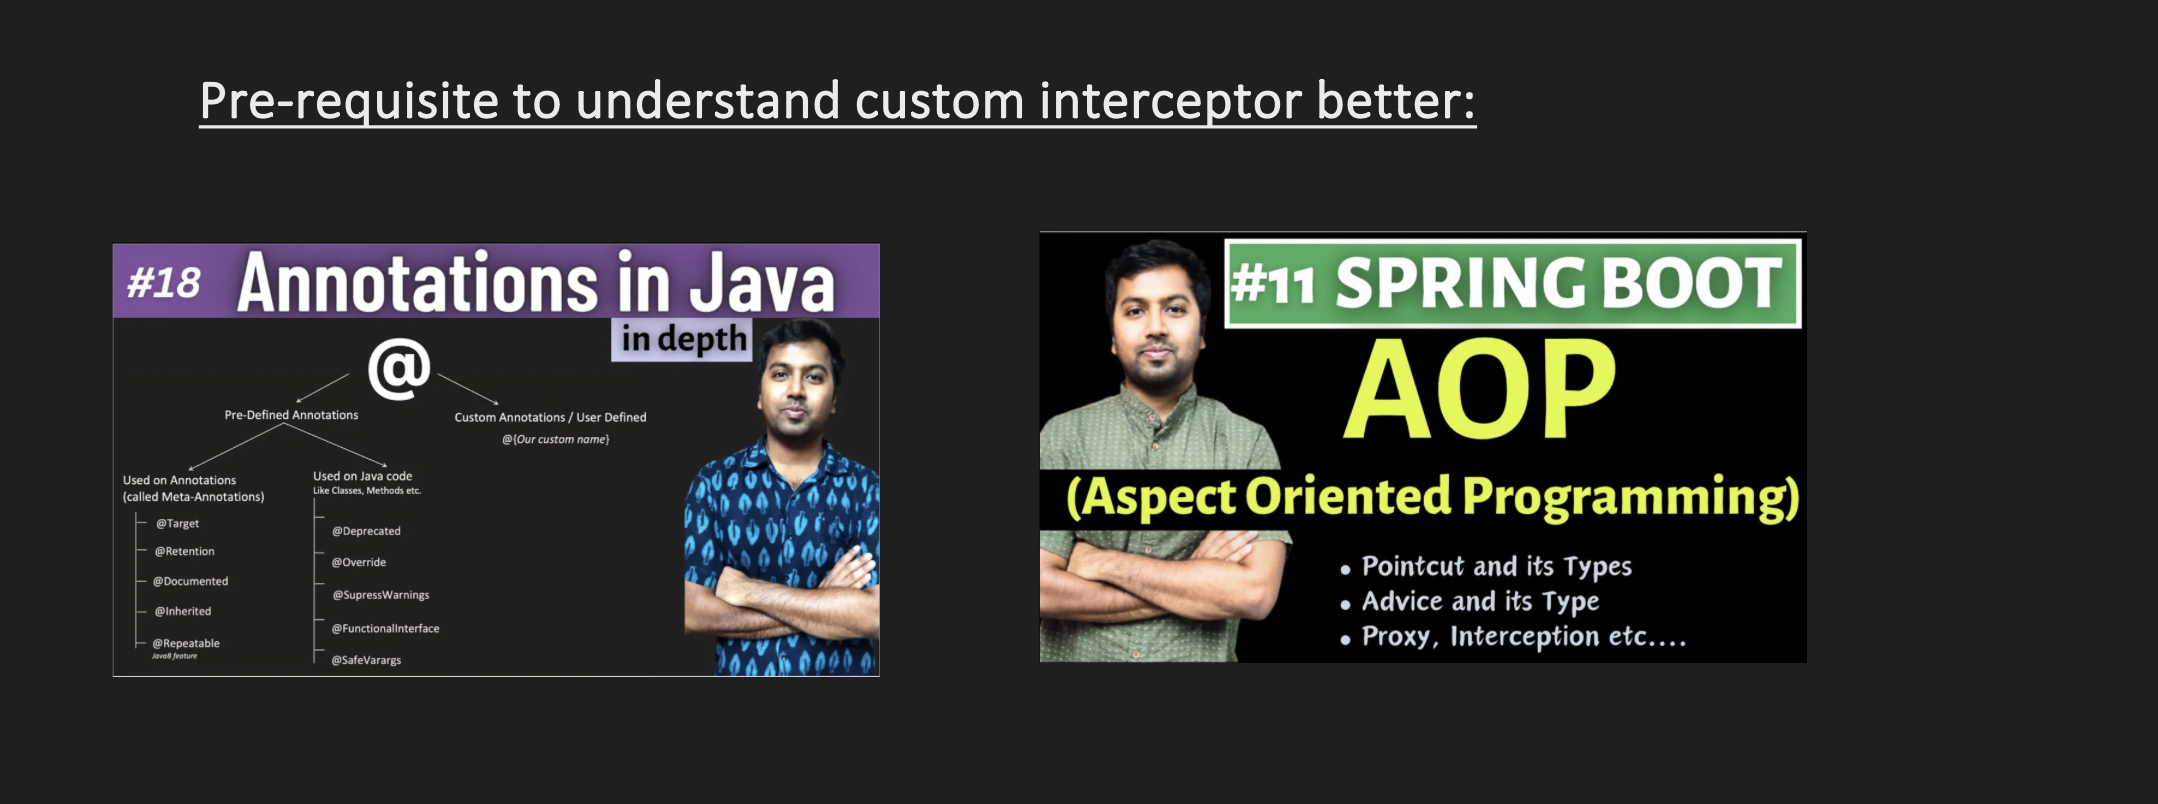 Pre-requisite to understand custom interceptor better:
#18 Annotations in Java
in depth
@
Pre-Defined Annotations
Custom Annotations / User Defined
@{Our custom name}
Used on Annotations
(called Meta-Annotations)
@Target
@Retention
@Documented
@Inherited
@Repeatable
Java8 feature
Used on Java code
Like Classes, Methods etc.
@Deprecated
@Override
@SupressWarnings
@FunctionalInterface
@SafeVarargs
#11 SPRING BOOT
AOP
(Aspect Oriented Programming)
• Pointcut and its Types
• Advice and its Type
• Proxy, Interception etc....